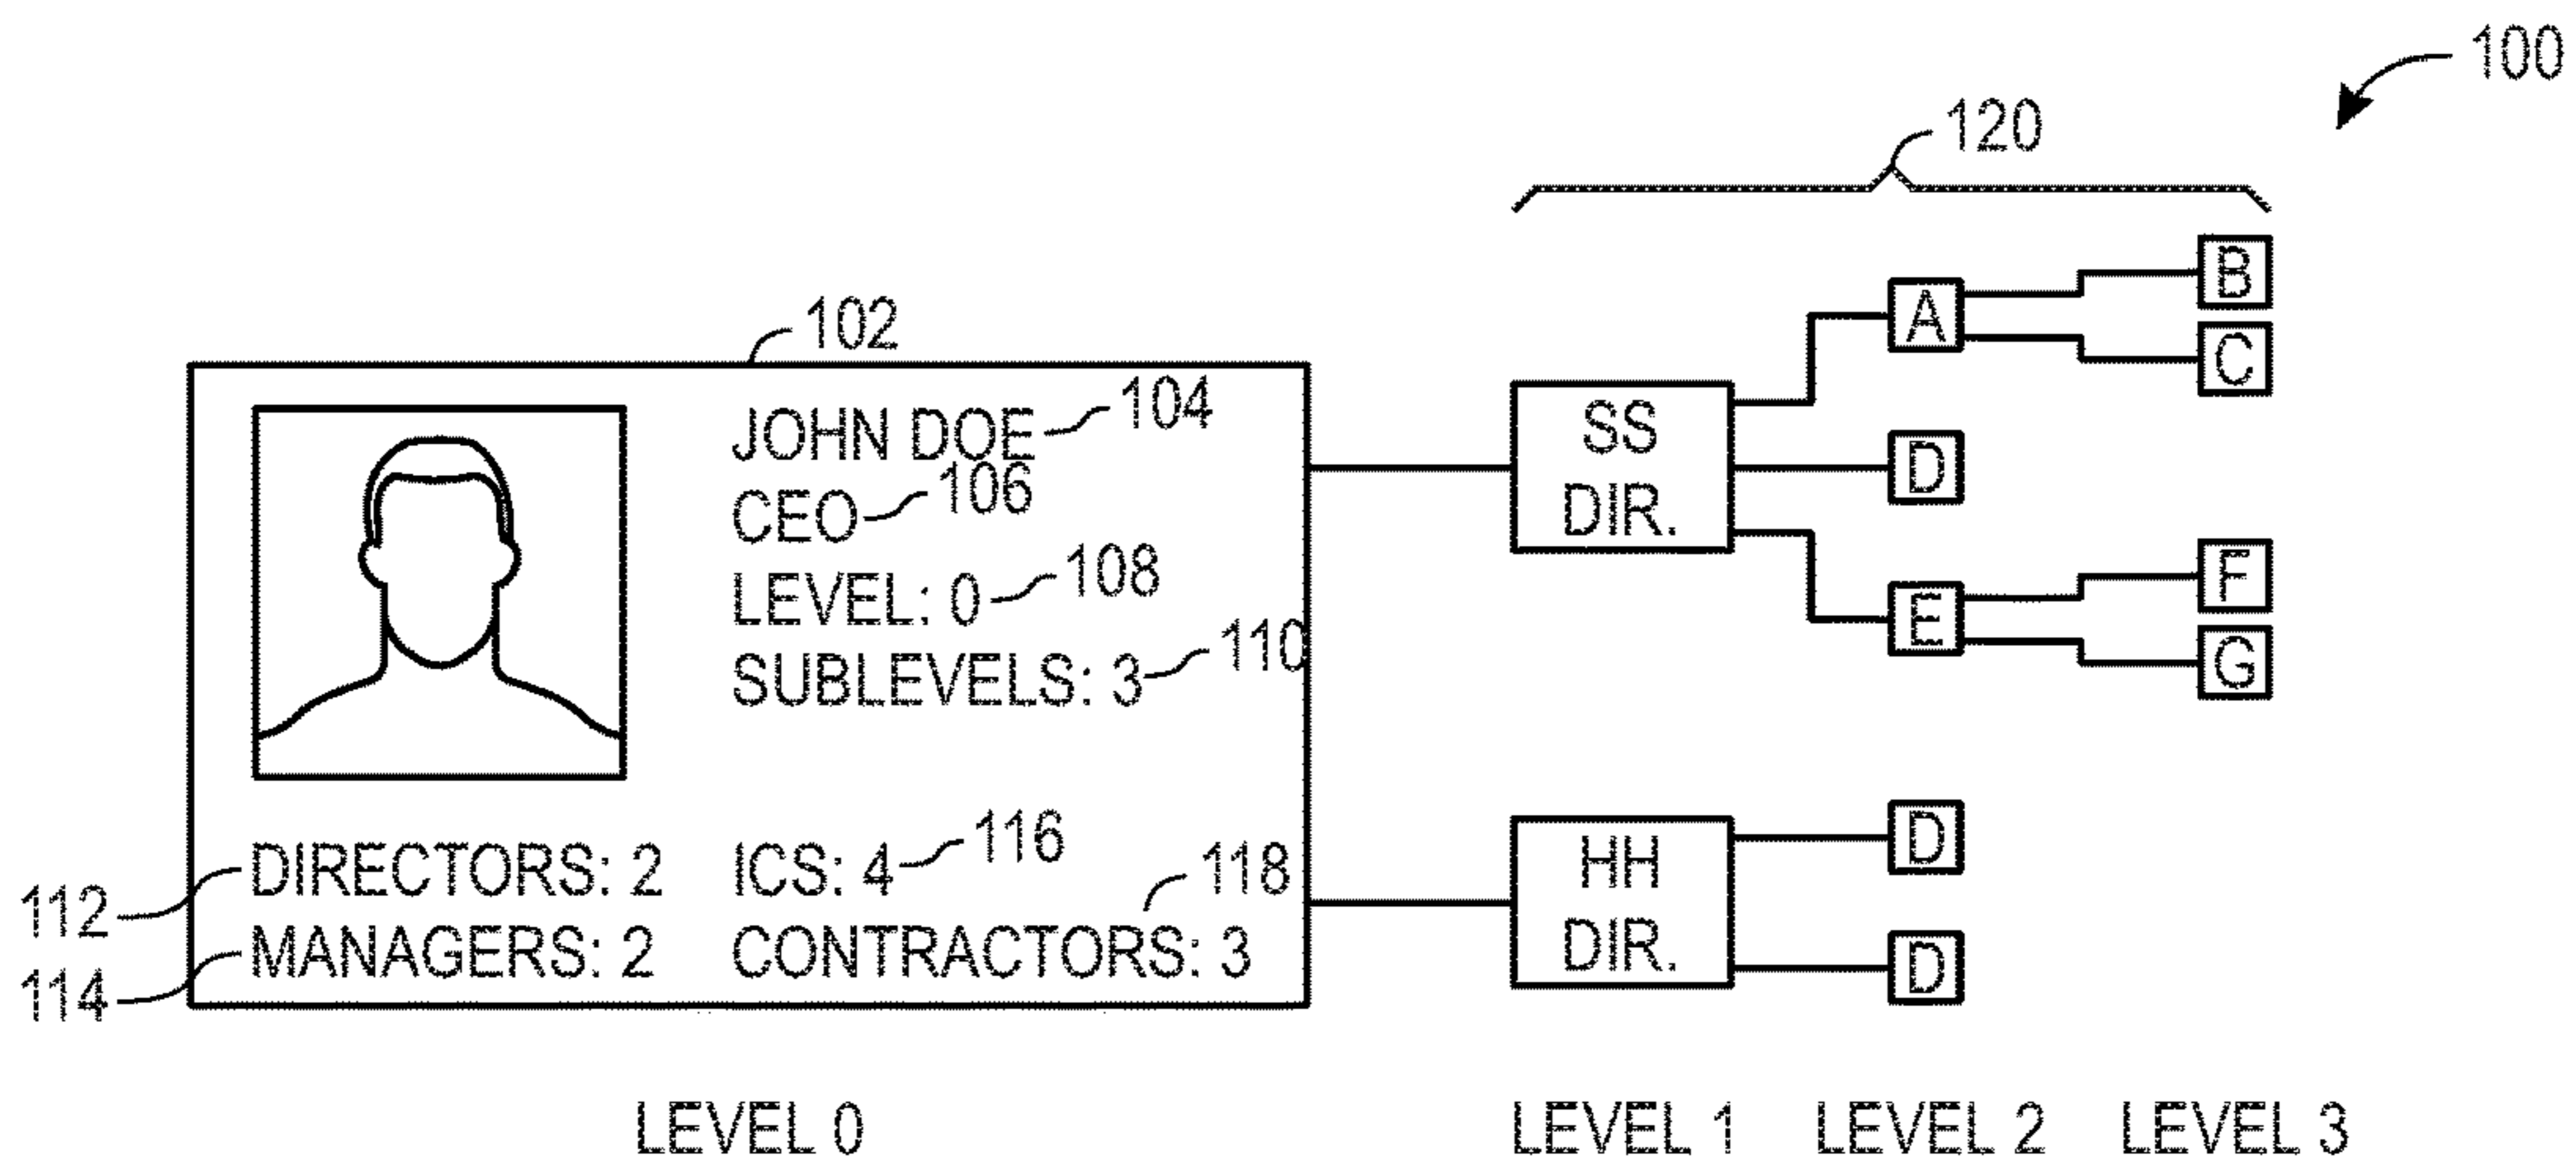 100
120
102
JOHN DOE 104
CEO 106
LEVEL: 0 108
SUBLEVELS: 3 110
DIRECTORS: 2 ICS: 4 116
112
MANAGERS: 2 CONTRACTORS: 3 118
114
SS
DIR.
A
B
C
D
E
F
G
HH
DIR.
D
D
LEVEL 0 LEVEL 1 LEVEL 2 LEVEL 3